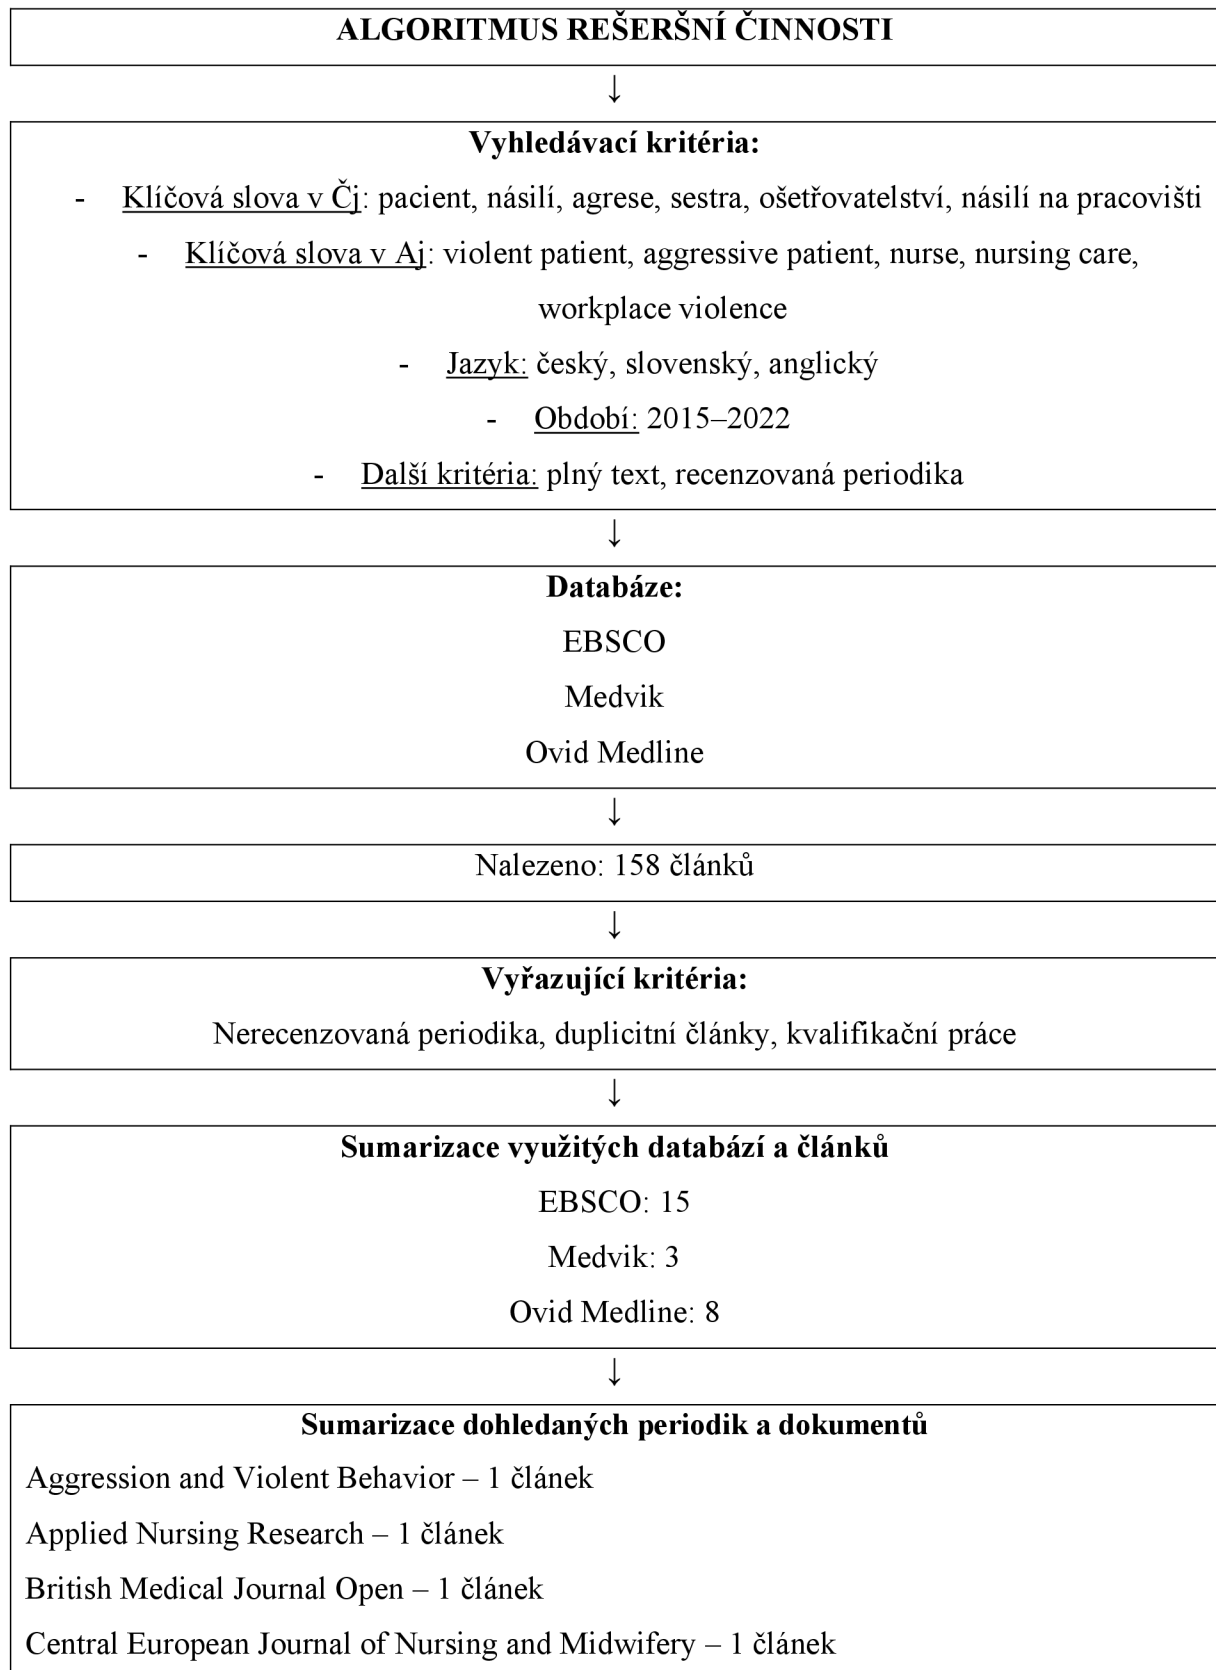 ALGORITMUS REŠERŠNÍ ČINNOSTI
↓
Vyhledávací kritéria:
- Klíčová slova v Čj: pacient, násilí, agrese, sestra, ošetřovatelství, násilí na pracovišti
- Klíčová slova v Aj: violent patient, aggressive patient, nurse, nursing care,
workplace violence
- Jazyk: český, slovenský, anglický
- Období: 2015–2022
- Další kritéria: plný text, recenzovaná periodika
↓
Databáze:
EBSCO
Medvik
Ovid Medline
↓
Nalezeno: 158 článků
↓
Vyřazující kritéria:
Nerecenzovaná periodika, duplicitní články, kvalifikační práce
↓
Sumarizace využitých databází a článků
EBSCO: 15
Medvik: 3
Ovid Medline: 8
↓
Sumarizace dohledaných periodik a dokumentů
Aggression and Violent Behavior – 1 článek
Applied Nursing Research – 1 článek
British Medical Journal Open – 1 článek
Central European Journal of Nursing and Midwifery – 1 článek